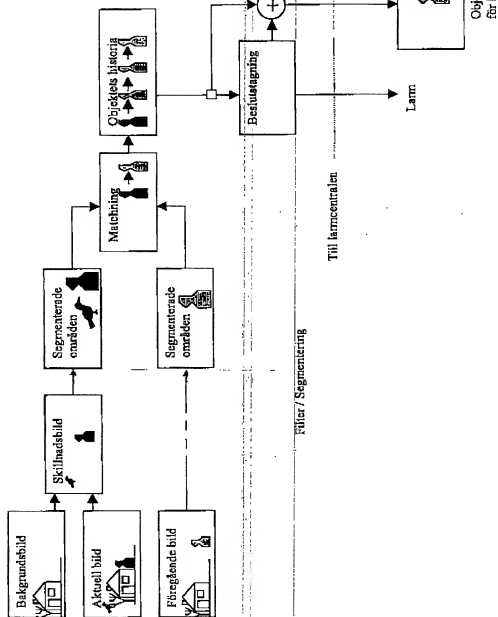 Bakgrundsbild
Aktuell bild
Föregående bild
Skillnadsbild
Segmenterade
områden
Segmenterade
områden
Matchning
Objektets historia
Beslutstagning
Larm
Till larmcentralen
Filter / Segmentering